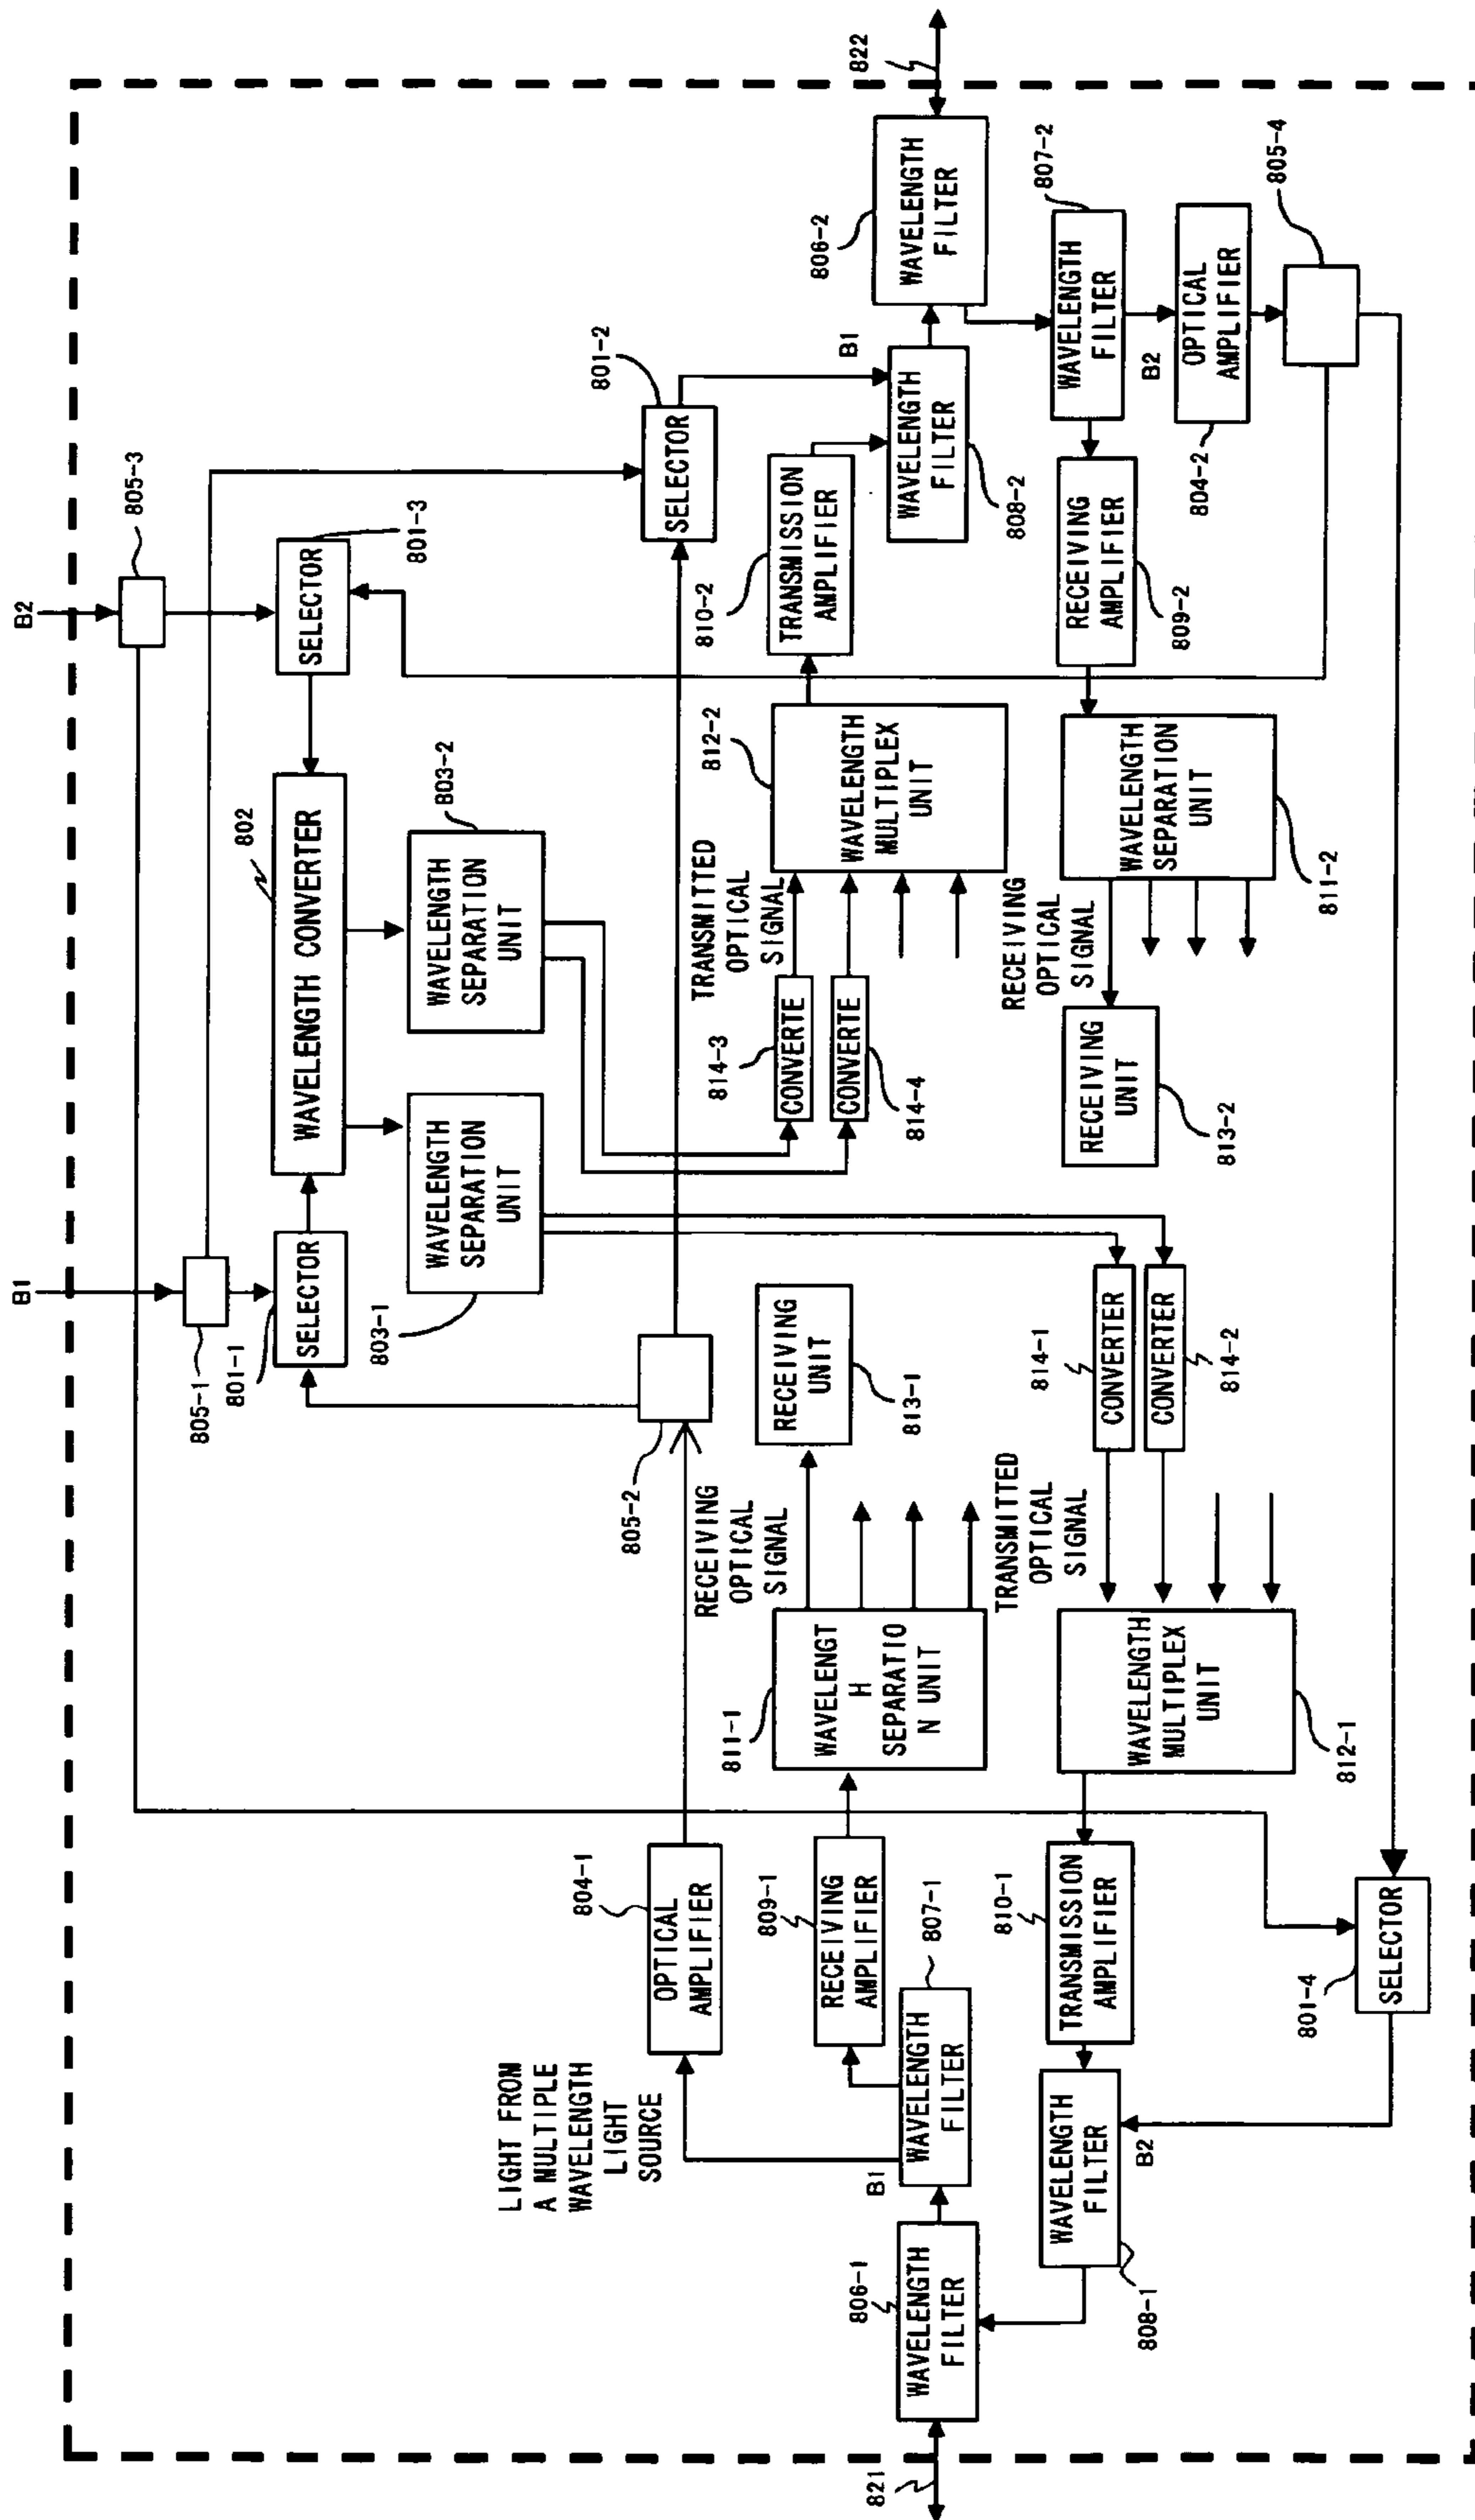 B1
B2
805-3
805-1
801-1
SELECTOR
802
WAVELENGTH CONVERTER
SELECTOR
801-3
803-1
WAVELENGTH
SEPARATION
UNIT
803-2
WAVELENGTH
SEPARATION
UNIT
LIGHT FROM
A MULTIPLE
WAVELENGTH
LIGHT
SOURCE
804-1
OPTICAL
AMPLIFIER
805-2
801-2
SELECTOR
RECEIVING
OPTICAL
SIGNAL
811-1
WAVELENGT
H
SEPARATIO
N UNIT
RECEIVING
UNIT
813-1
809-1
RECEIVING
AMPLIFIER
807-1
WAVELENGTH
FILTER
B1
806-1
WAVELENGTH
FILTER
821
TRANSMITTED
OPTICAL
SIGNAL
814-3
CONVERTE
CONVERTE
814-4
812-2
WAVELENGTH
MULTIPLEX
UNIT
810-2
TRANSMISSION
AMPLIFIER
B1
WAVELENGTH
FILTER
808-2
806-2
WAVELENGTH
FILTER
822
TRANSMITTED
OPTICAL
SIGNAL
814-1
CONVERTER
CONVERTER
814-2
WAVELENGTH
MULTIPLEX
UNIT
812-1
810-1
TRANSMISSION
AMPLIFIER
WAVELENGTH
FILTER
808-1
B2
801-4
SELECTOR
RECEIVING
OPTICAL
SIGNAL
RECEIVING
UNIT
813-2
WAVELENGTH
SEPARATION
UNIT
811-2
RECEIVING
AMPLIFIER
809-2
807-2
WAVELENGTH
FILTER
B2
OPTICAL
AMPLIFIER
804-2
805-4